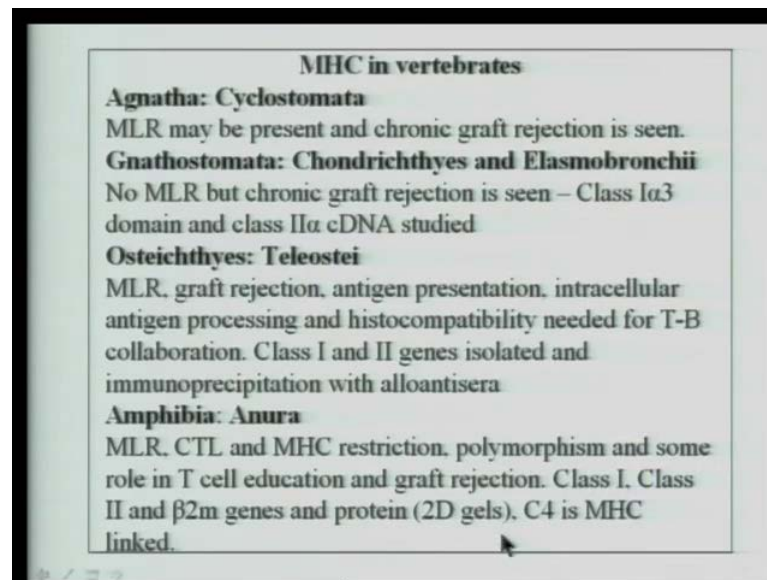 MHC in vertebrates
Agnatha: Cyclostomata
MLR may be present and chronic graft rejection is seen.
Gnathostomata: Chondrichthyes and Elasmobronchii
No MLR but chronic graft rejection is seen – Class Iα3
domain and class IIα cDNA studied
Osteichthyes: Teleostei
MLR, graft rejection, antigen presentation, intracellular
antigen processing and histocompatibility needed for T-B
collaboration. Class I and II genes isolated and
immunoprecipitation with alloantisera
Amphibia: Anura
MLR, CTL and MHC restriction, polymorphism and some
role in T cell education and graft rejection. Class I, Class
II and β2m genes and protein (2D gels), C4 is MHC
linked.